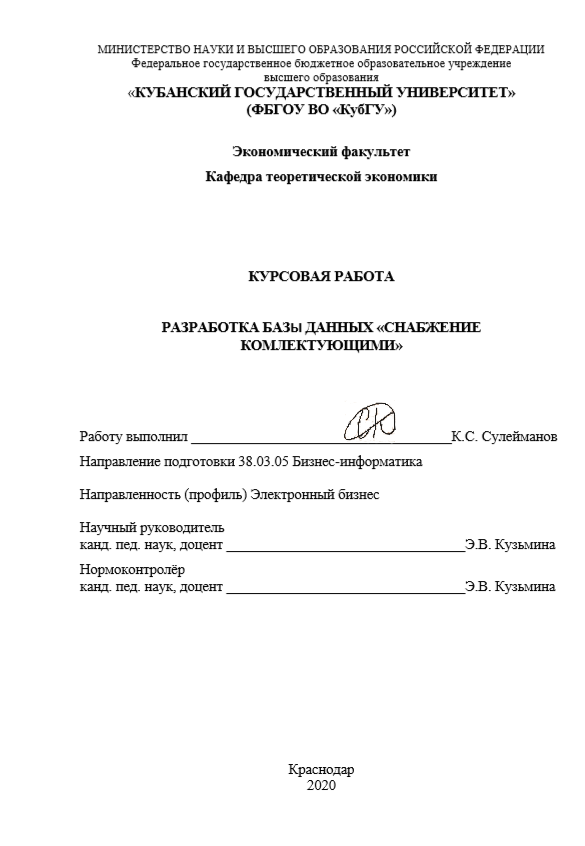 МИНИСТЕРСТВО НАУКИ И ВЫСШЕГО ОБРАЗОВАНИЯ РОССИЙСКОЙ ФЕДЕРАЦИИ
Федеральное государственное бюджетное образовательное учреждение
высшего образования
«КУБАНСКИЙ ГОСУДАРСТВЕННЫЙ УНИВЕРСИТЕТ»
(ФБГОУ ВО «КубГУ»)
Экономический факультет
Кафедра теоретической экономики
КУРСОВАЯ РАБОТА
РАЗРАБОТКА БАЗы ДАННЫХ «СНАБЖЕНИЕ
КОМЛЕКТУЮЩИМИ»
Работу выполнил ____________________________________К.С. Сулейманов
Направление подготовки 38.03.05 Бизнес-информатика
Направленность (профиль) Электронный бизнес
Научный руководитель
канд. пед. наук, доцент _________________________________Э.В. Кузьмина
Нормоконтролёр
канд. пед. наук, доцент _________________________________Э.В. Кузьмина
Краснодар
2020